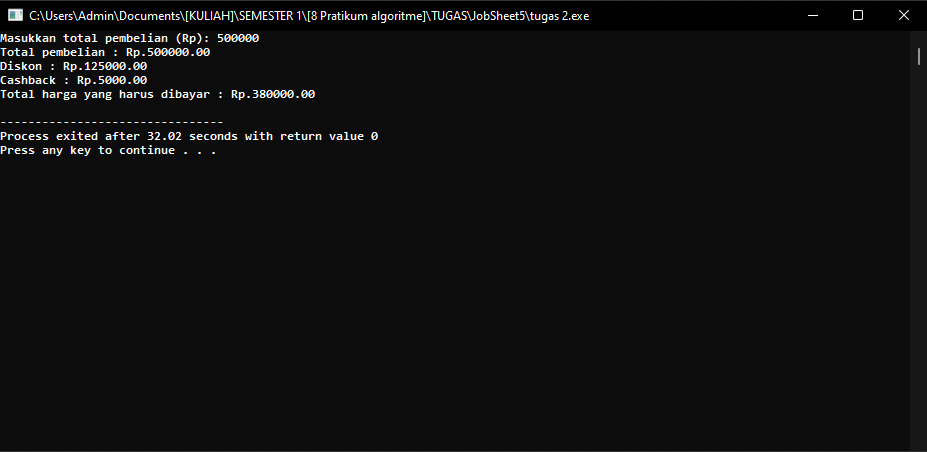 C:\Users\Admin\Documents\[KULIAH]\SEMESTER 1\[8 Pratikum algoritme]\TUGAS\JobSheet5\tugas 2.exe
Masukkan total pembelian (Rp): 500000
Total pembelian : Rp.500000.00
Diskon : Rp.125000.00
Cashback : Rp.5000.00
Total harga yang harus dibayar : Rp.380000.00
--------------------------------
Process exited after 32.02 seconds with return value 0
Press any key to continue . . .